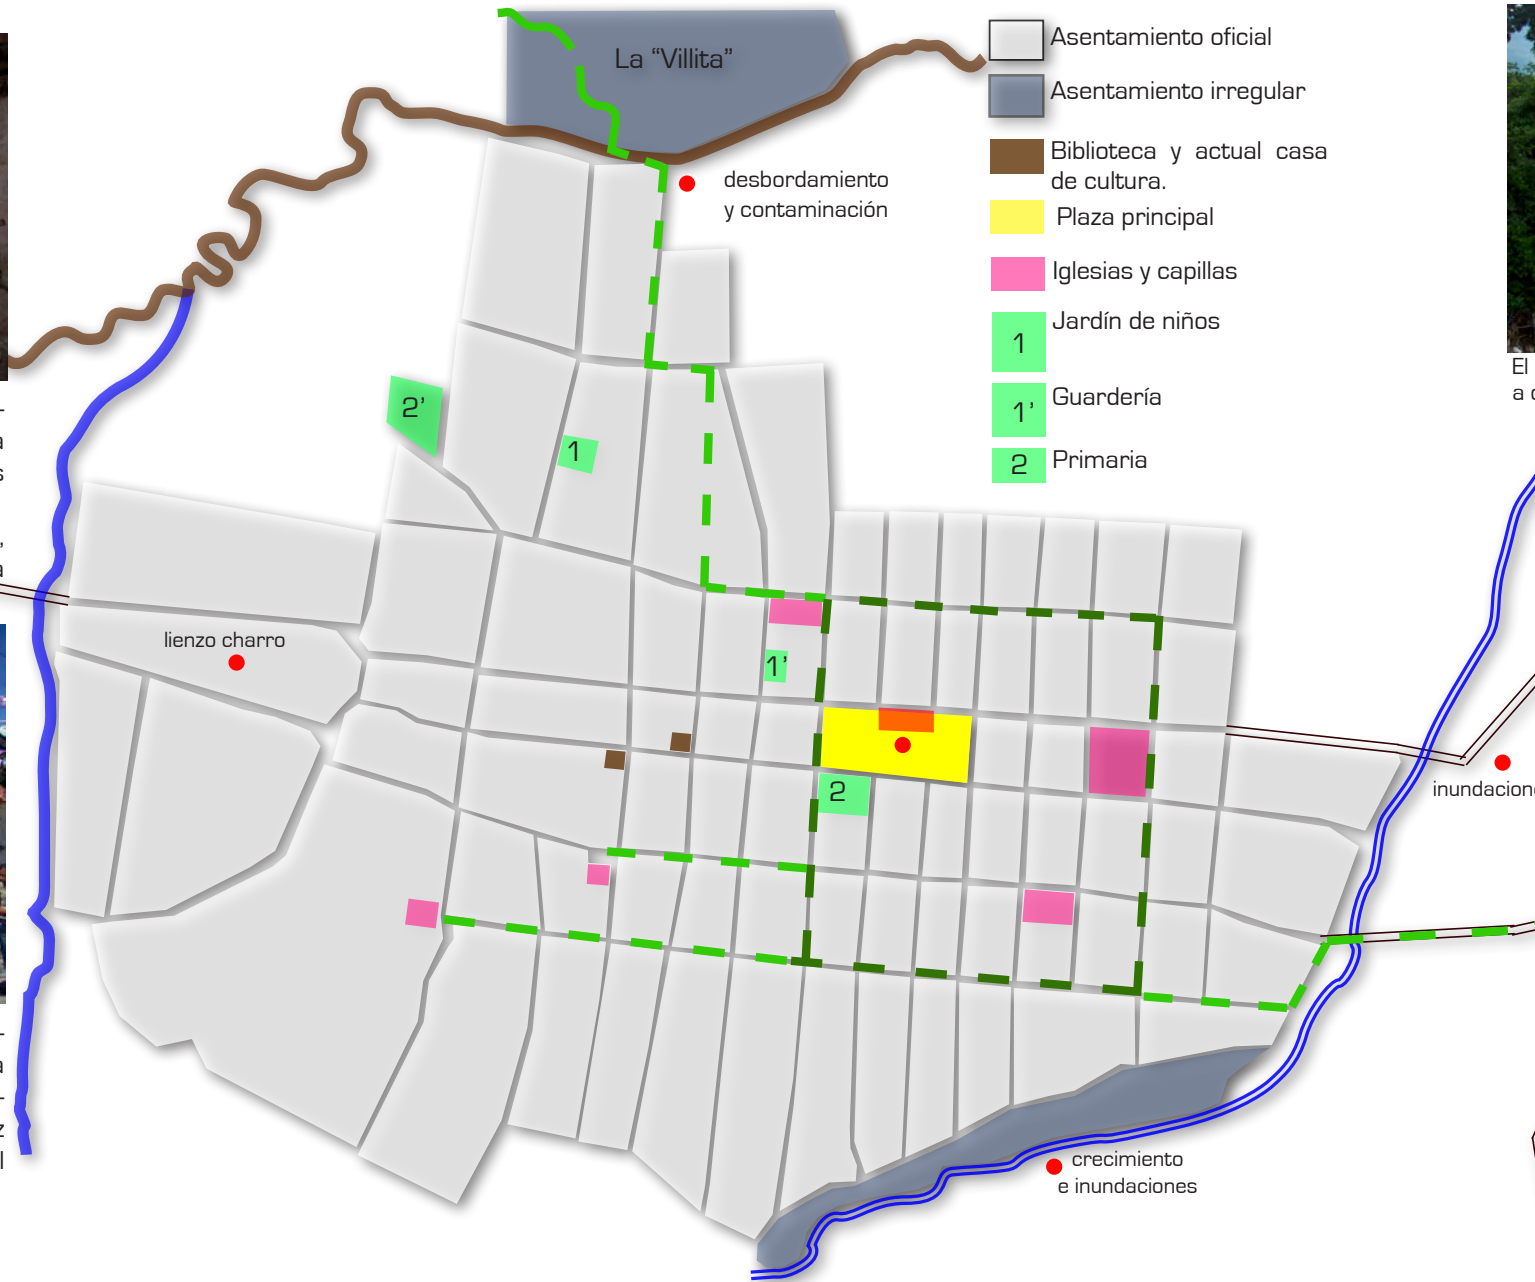 La “Villita”
Asentamiento oficial
Asentamiento irregular
Biblioteca y actual casa
de cultura.
Plaza principal
Iglesias y capillas
1 Jardín de niños
1' Guardería
2 Primaria
desbordamiento
y contaminación
2'
1
lienzo charro
1'
2
crecimiento
e inundaciones
El